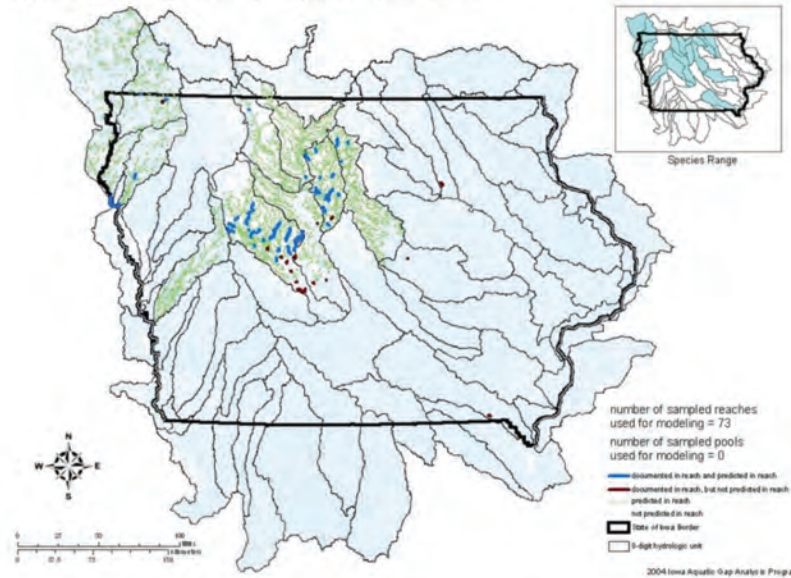 Species Range
number of sampled reaches
used for modeling = 73
number of sampled pools
used for modeling = 0
documented in reach and predicted in reach
documented in reach, but not predicted in reach
predicted in reach
not predicted in reach
State of Iowa Border
8-digit hydrologic unit
N
W E
S
100
2004 Iowa Aquatic Gap Analysis